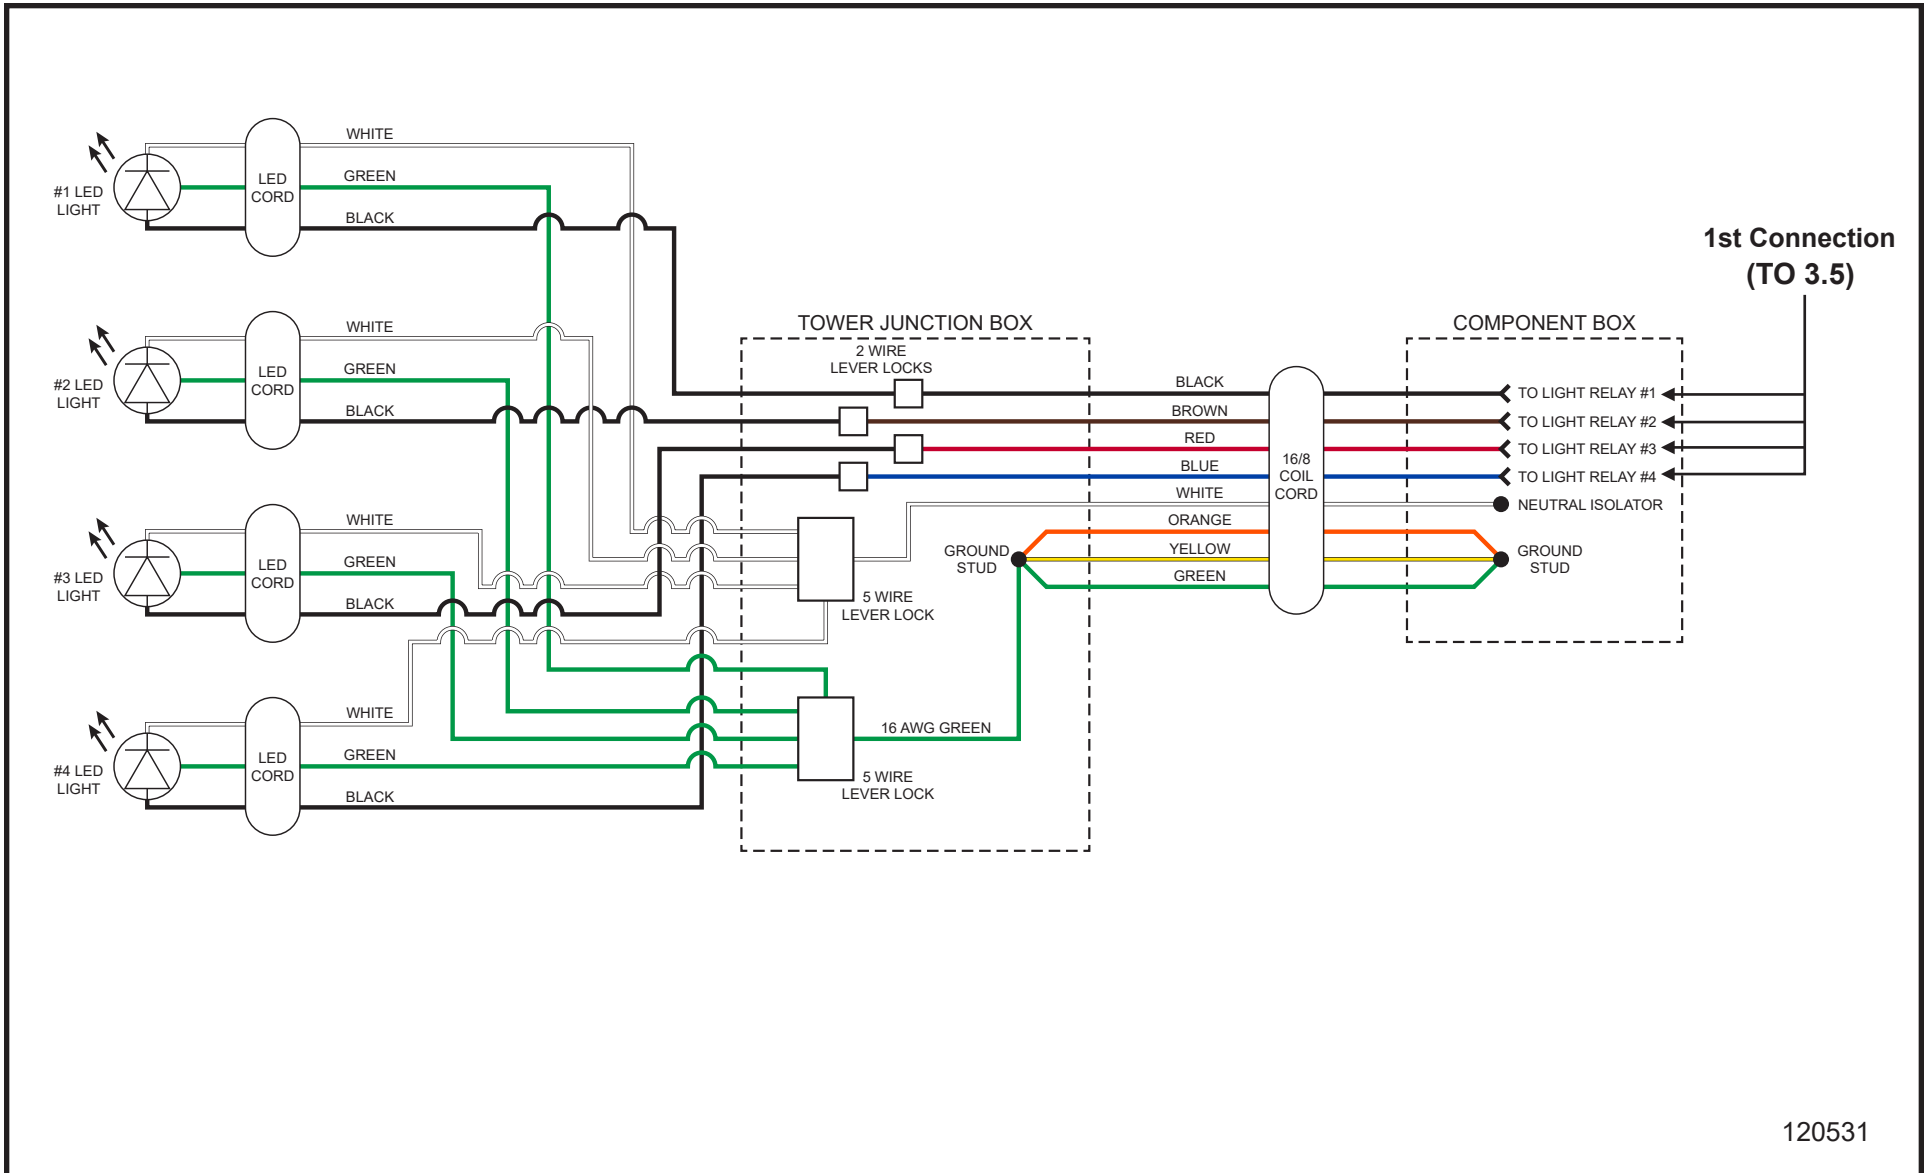 WHITE
GREEN
BLACK
#1 LED
LIGHT
LED
CORD
WHITE
GREEN
BLACK
#2 LED
LIGHT
LED
CORD
WHITE
GREEN
BLACK
#3 LED
LIGHT
LED
CORD
WHITE
GREEN
BLACK
#4 LED
LIGHT
LED
CORD
TOWER JUNCTION BOX
2 WIRE
LEVER LOCKS
5 WIRE
LEVER LOCK
GROUND
STUD
16 AWG GREEN
5 WIRE
LEVER LOCK
BLACK
BROWN
RED
BLUE
WHITE
ORANGE
YELLOW
GREEN
16/8
COIL
CORD
COMPONENT BOX
TO LIGHT RELAY #1
TO LIGHT RELAY #2
TO LIGHT RELAY #3
TO LIGHT RELAY #4
NEUTRAL ISOLATOR
GROUND
STUD
1st Connection
(TO 3.5)
120531